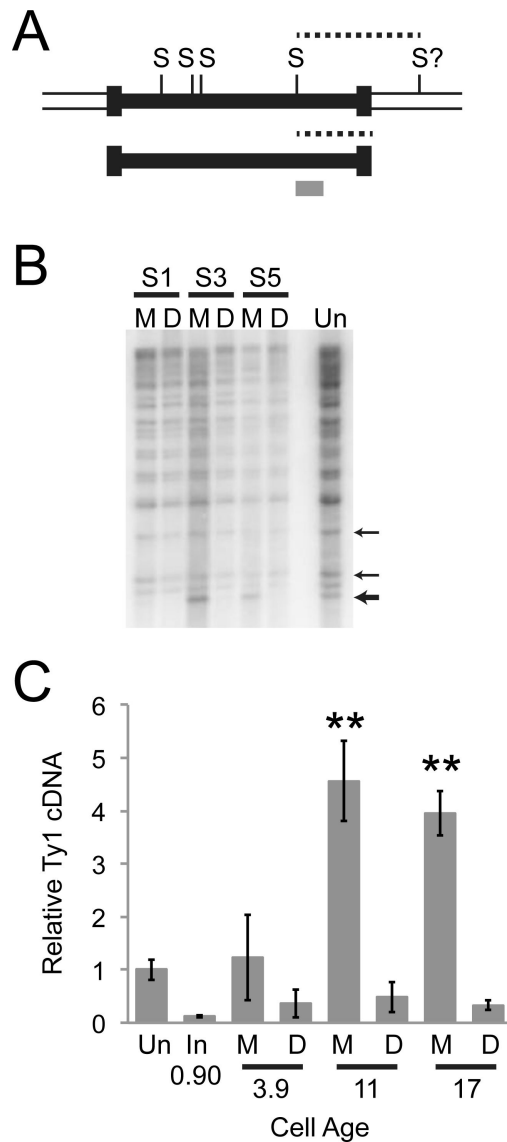 A
S S S S S?
B
S1 S3 S5
M D M D M D Un
C
Relative Ty1 cDNA
6
5
4
3
2
1
0
**
**
Un In M D M D M D
0.90 3.9 11 17
Cell Age